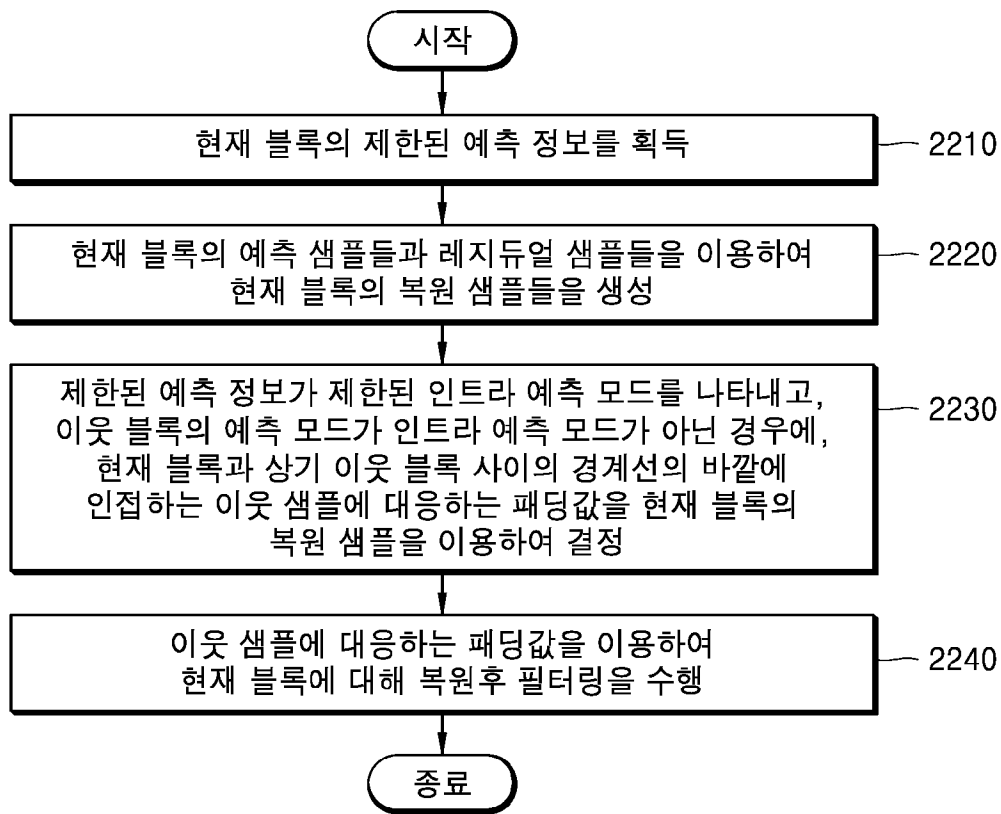 시작
현재 블록의 제한된 예측 정보를 획득
2210
현재 블록의 예측 샘플들과 레지듀얼 샘플들을 이용하여
현재 블록의 복원 샘플들을 생성
2220
제한된 예측 정보가 제한된 인트라 예측 모드를 나타내고,
이웃 블록의 예측 모드가 인트라 예측 모드가 아닌 경우에,
현재 블록과 상기 이웃 블록 사이의 경계선의 바깥에
인접하는 이웃 샘플에 대응하는 패딩값을 현재 블록의
복원 샘플을 이용하여 결정
2230
이웃 샘플에 대응하는 패딩값을 이용하여
현재 블록에 대해 복원후 필터링을 수행
2240
종료